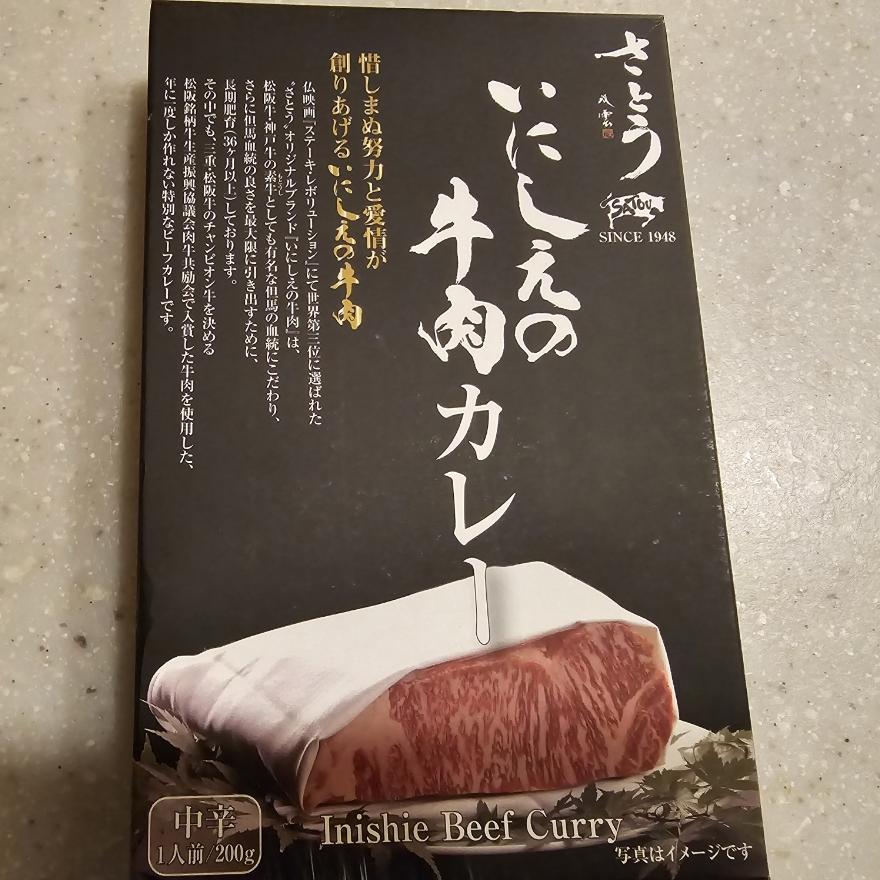 さとう
SATOU
SINCE 1948
いにしえの
牛肉カレー
惜しまぬ努力と愛情が
創りあげるいにしえの牛肉
仏映画『ステーキ・レボリューション』にて世界第三位に選ばれた
“さとう”オリジナルブランド『いにしえの牛肉』は、
松阪牛・神戸牛の素牛としても有名な但馬の血統にこだわり、
さらに但馬血統の良さを最大限に引き出すために、
長期肥育(36ヶ月以上)しております。
その中でも、三重・松阪牛のチャンピオン牛を決める
松阪銘柄牛生産振興協議会肉牛共励会で入賞した牛肉を使用した、
年に一度しか作れない特別なビーフカレーです。
中辛
1人前/200g
Inishie Beef Curry
写真はイメージです